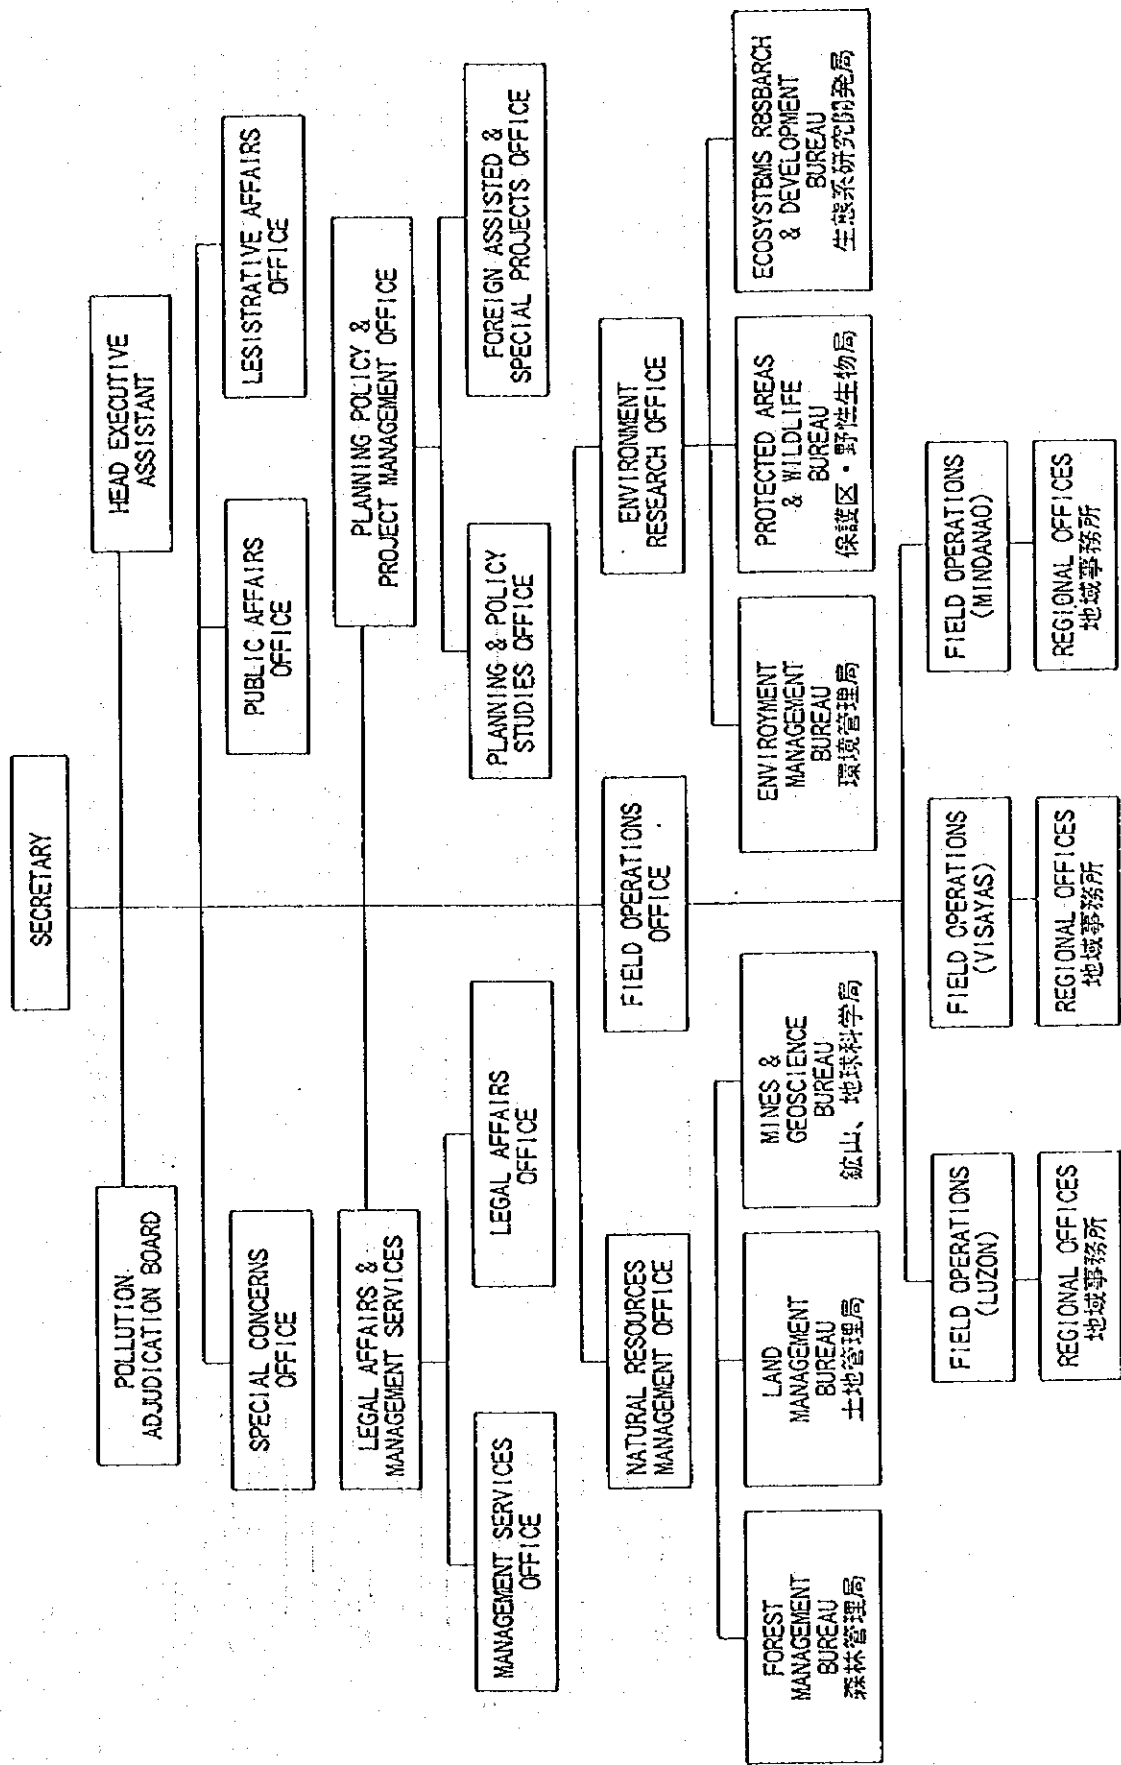 SECRETARY
POLLUTION
ADJUDICATION BOARD
HEAD EXECUTIVE
ASSISTANT
SPECIAL CONCERNS
OFFICE
PUBLIC AFFAIRS
OFFICE
LESISTRATIVE AFFAIRS
OFFICE
LEGAL AFFAIRS &
MANAGEMENT SERVICES
PLANNING POLICY &
PROJECT MANAGEMENT OFFICE
MANAGEMENT SERVICES
OFFICE
LEGAL AFFAIRS
OFFICE
PLANNING & POLICY
STUDIES OFFICE
FOREIGN ASSISTED &
SPECIAL PROJECTS OFFICE
NATURAL RESOURCES
MANAGEMENT OFFICE
FIELD OPERATIONS
OFFICE
ENVIRONMENT
RESEARCH OFFICE
FOREST
MANAGEMENT
BUREAU
森林管理局
LAND
MANAGEMENT
BUREAU
土地管理局
MINES &
GEOSCIENCE
BUREAU
鉱山、地球科学局
ENVIROYMENT
MANAGEMENT
BUREAU
環境管理局
PROTECTED AREAS
& WILDLIFE
BUREAU
保護区・野性生物局
ECOSYSTBMS RBSBARCH
& DEVELOPMENT
BUREAU
生態系研究開発局
FIELD OPERATIONS
(LUZON)
FIELD OPERATIONS
(VISAYAS)
FIELD OPERATIONS
(MINDANAO)
REGIONAL OFFICES
地域事務所
REGIONAL OFFICES
地域事務所
REGIONAL OFFICES
地域事務所